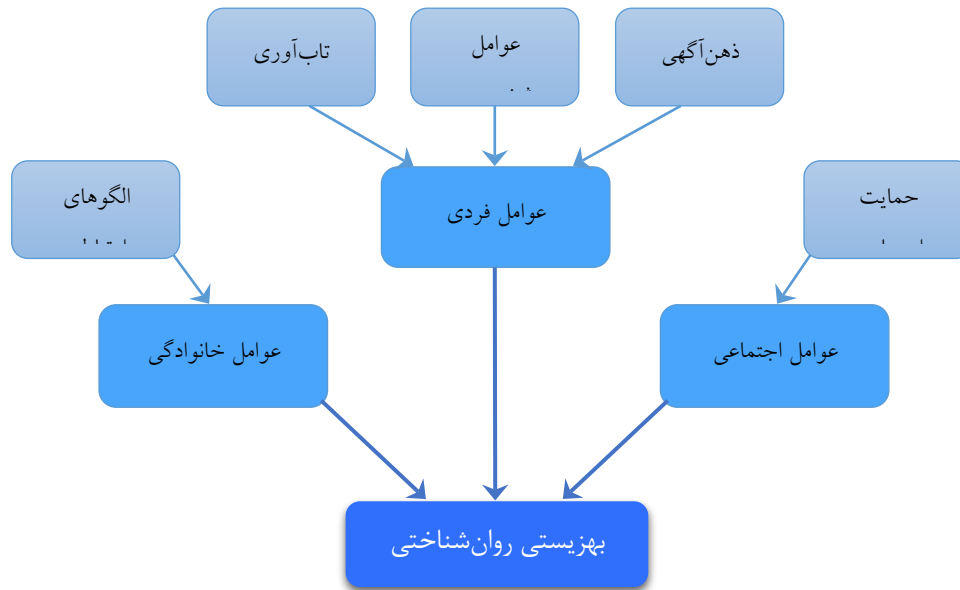 ذهن‌آگهی
عوامل
تاب‌آوری
حمایت
عوامل فردی
الگوهای
عوامل اجتماعی
عوامل خانوادگی
بهزیستی روان‌شناختی